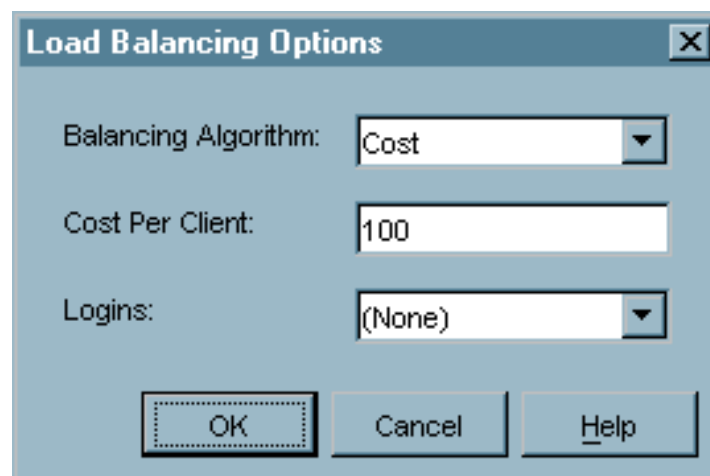 Load Balancing Options
Balancing Algorithm: Cost
Cost Per Client: 100
Logins: (None)
OK Cancel Help